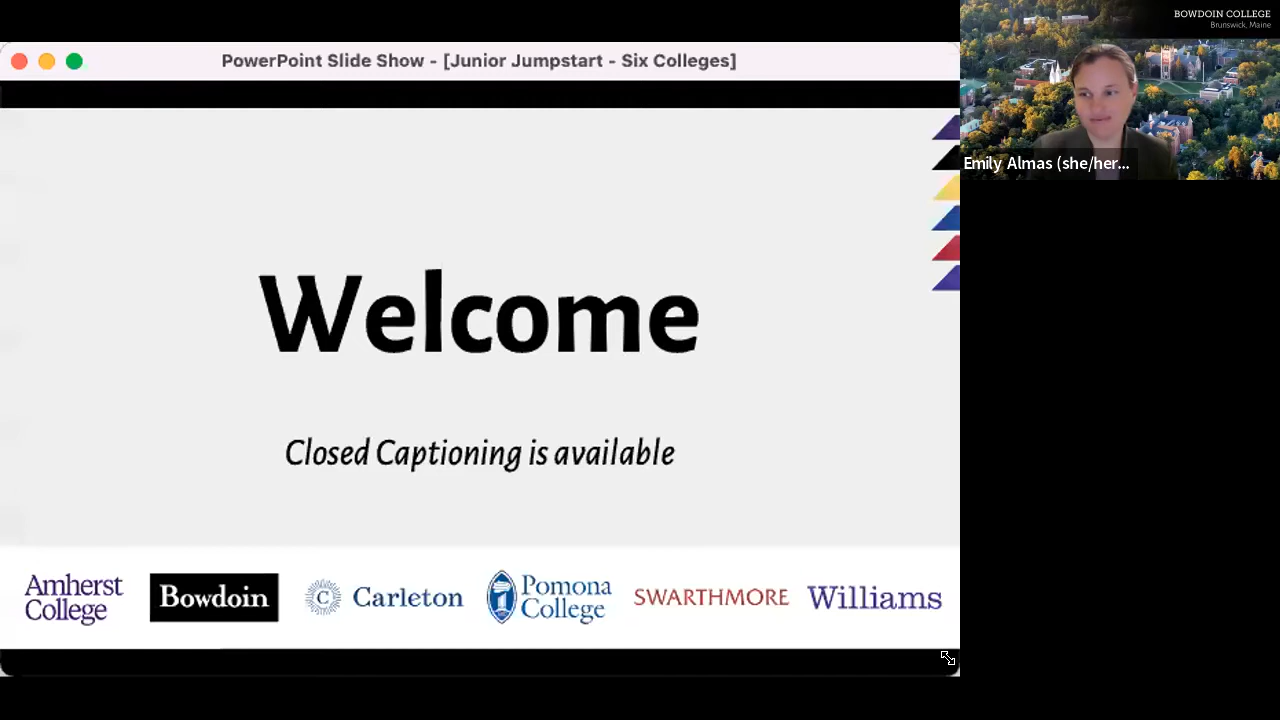 PowerPoint Slide Show - [Junior Jumpstart - Six Colleges]
BOWDOIN COLLEGE
Brunswick, Maine
Emily Almas (she/her...
Welcome
Closed Captioning is available
Amherst
College
Bowdoin
C
Carleton
Pomona
College
SWARTHMORE
Williams